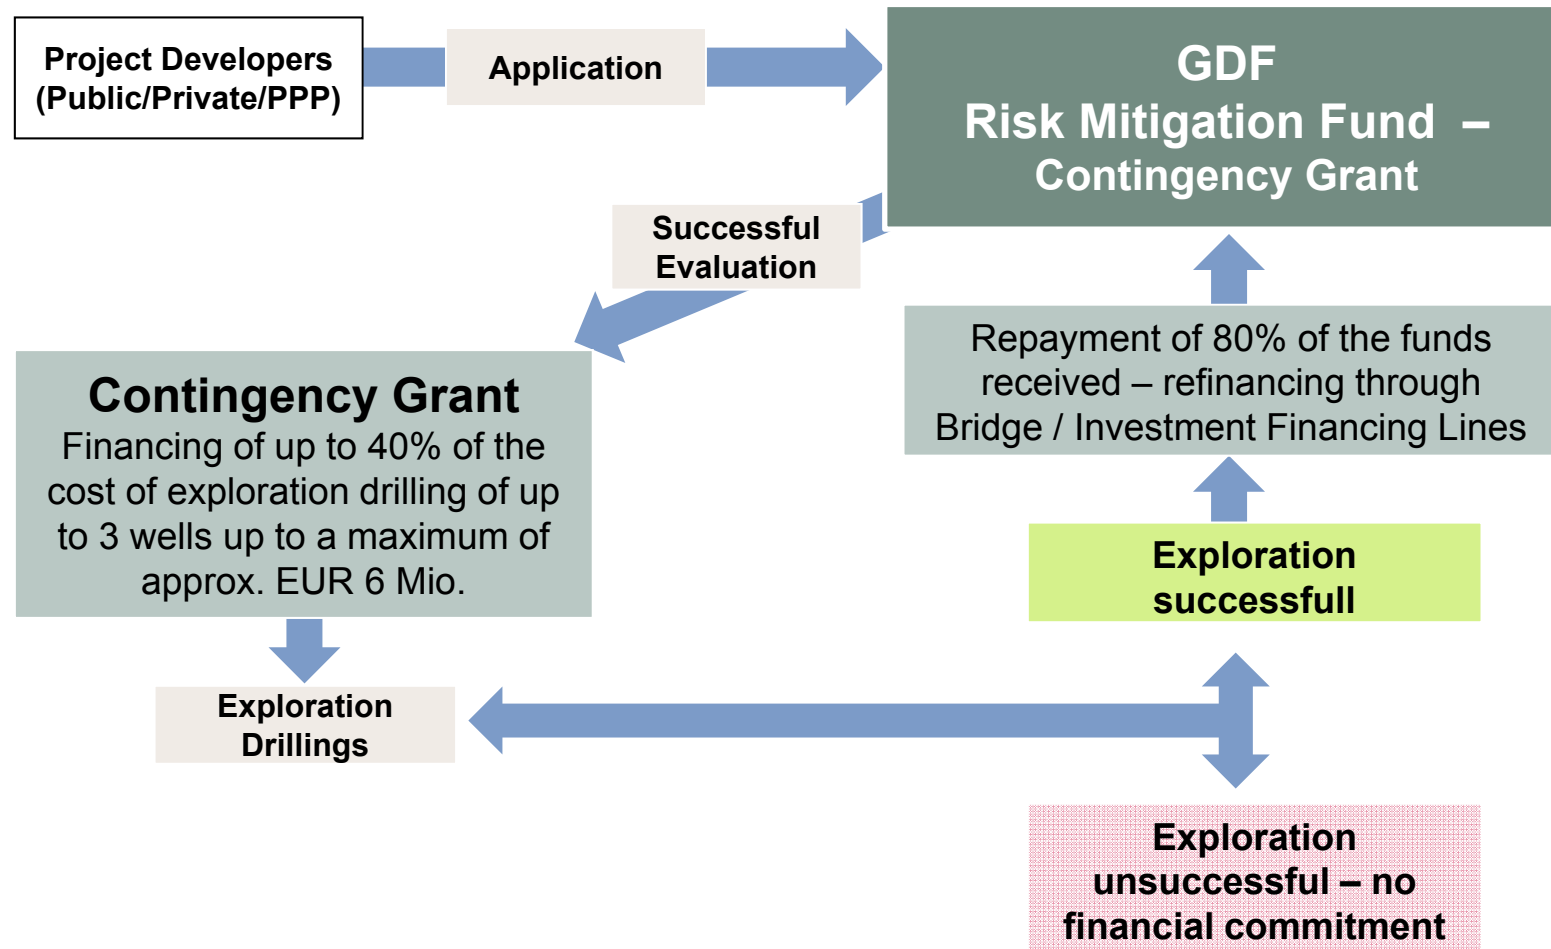 Project Developers
(Public/Private/PPP)
Application
GDF
Risk Mitigation Fund –
Contingency Grant
Successful
Evaluation
Contingency Grant
Financing of up to 40% of the
cost of exploration drilling of up
to 3 wells up to a maximum of
approx. EUR 6 Mio.
Repayment of 80% of the funds
received – refinancing through
Bridge / Investment Financing Lines
Exploration
successfull
Exploration
Drillings
Exploration
unsuccessful – no
financial commitment